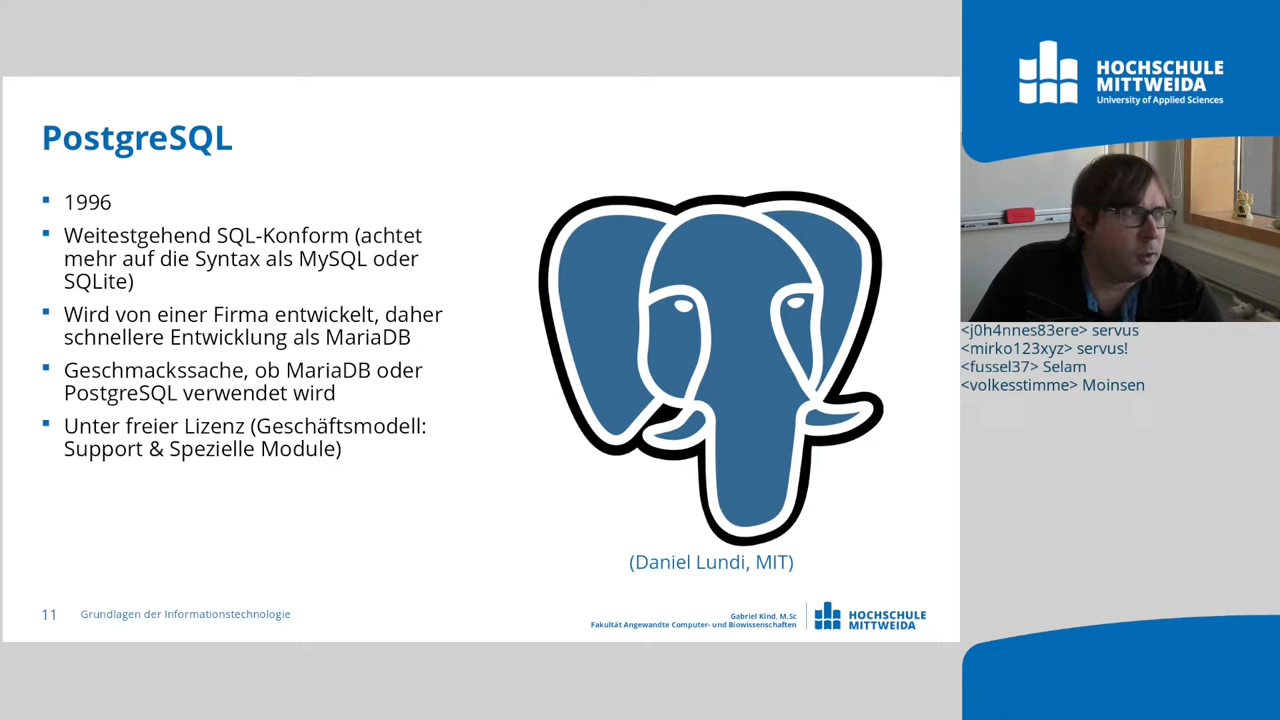 PostgreSQL
1996
Weitestgehend SQL-Konform (achtet
mehr auf die Syntax als MySQL oder
SQLite)
Wird von einer Firma entwickelt, daher
schnellere Entwicklung als MariaDB
Geschmackssache, ob MariaDB oder
PostgreSQL verwendet wird
Unter freier Lizenz (Geschäftsmodell:
Support & Spezielle Module)
(Daniel Lundi, MIT)
11 Grundlagen der Informationstechnologie
Gabriel Kind, M.Sc
Fakultät Angewandte Computer- und Biowissenschaften
HOCHSCHULE
MITTWEIDA
HOCHSCHULE
MITTWEIDA
University of Applied Sciences
<j0h4nnes83ere> servus
<mirko123xyz> servus!
<fussel37> Selam
<volkesstimme> Moinsen